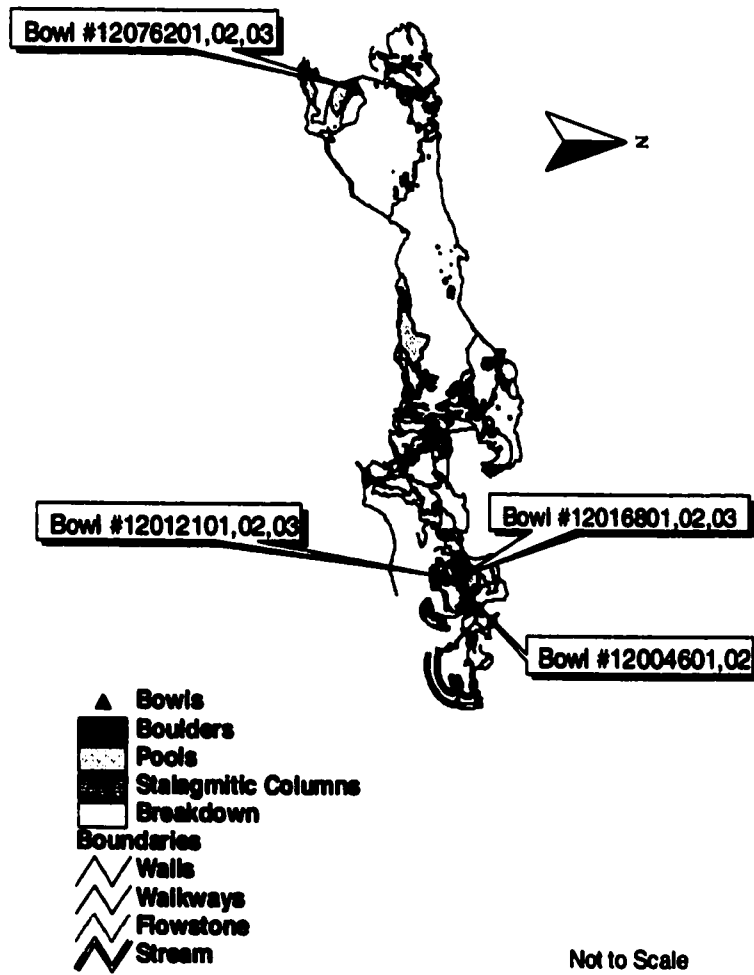 Bowl #12076201,02,03
N
Bowl #12012101,02,03
Bowl #12016801,02,03
Bowl #12004601,02
Bowls
Boulders
Pools
Stalagmitic Columns
Breakdown
Boundaries
Walls
Walkways
Flowstone
Stream
Not to Scale